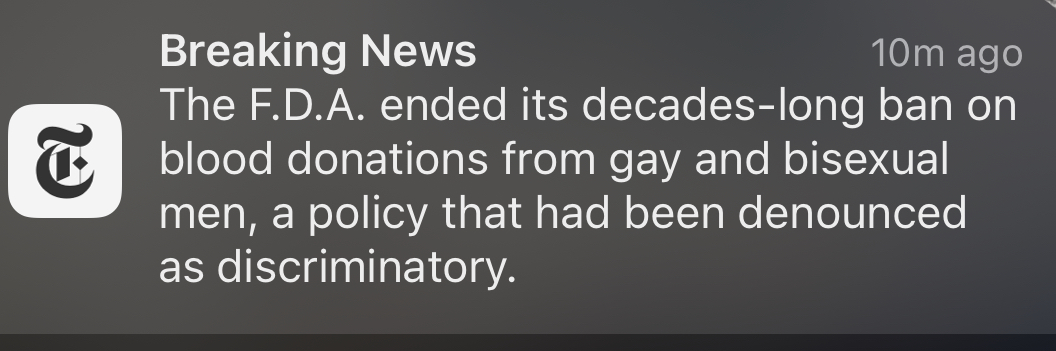 Breaking News
10m ago
The F.D.A. ended its decades-long ban on
blood donations from gay and bisexual
men, a policy that had been denounced
as discriminatory.